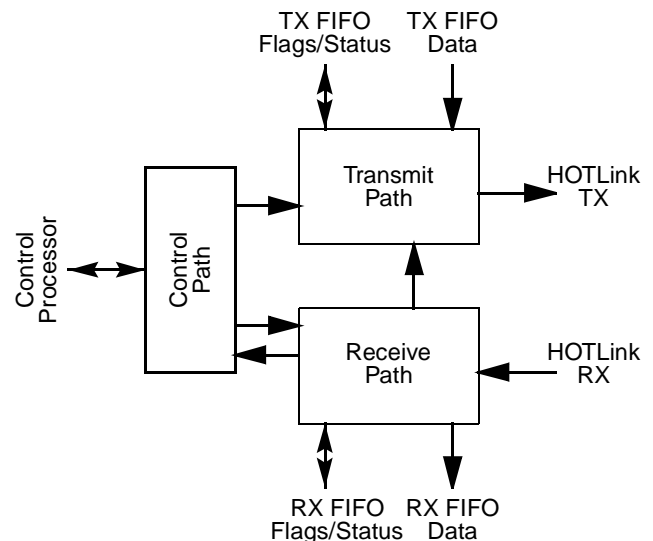 TX FIFO
Flags/Status
TX FIFO
Data
Transmit
Path
HOTLink
TX
Control
Processor
Control
Path
Receive
Path
HOTLink
RX
RX FIFO
Flags/Status
RX FIFO
Data